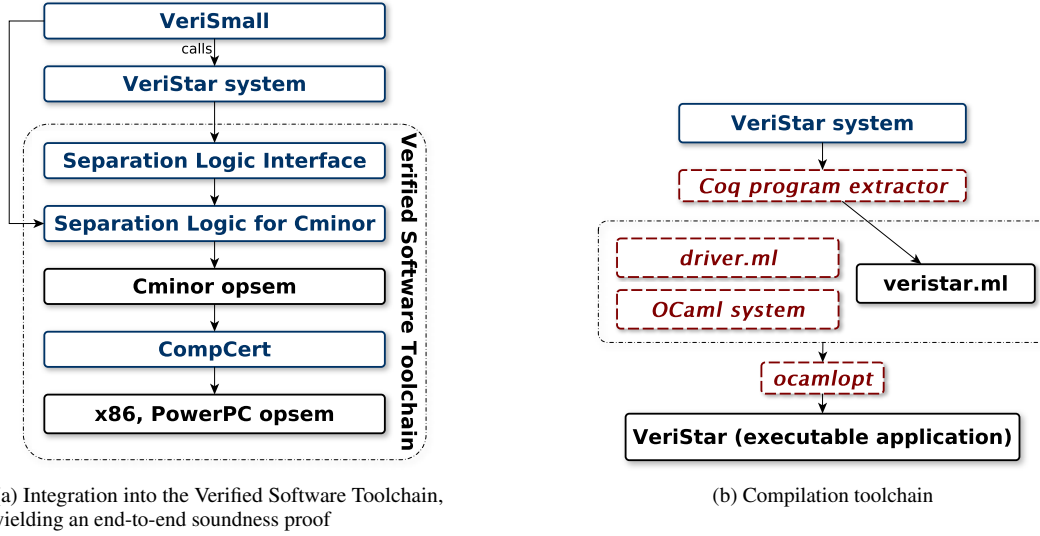 VeriSmall
calls
VeriStar system
Separation Logic Interface
Separation Logic for Cminor
Cminor opsem
CompCert
x86, PowerPC opsem
Verified Software Toolchain
(a) Integration into the Verified Software Toolchain,
yielding an end-to-end soundness proof
VeriStar system
Coq program extractor
driver.ml
veristar.ml
OCaml system
ocamlopt
VeriStar (executable application)
(b) Compilation toolchain